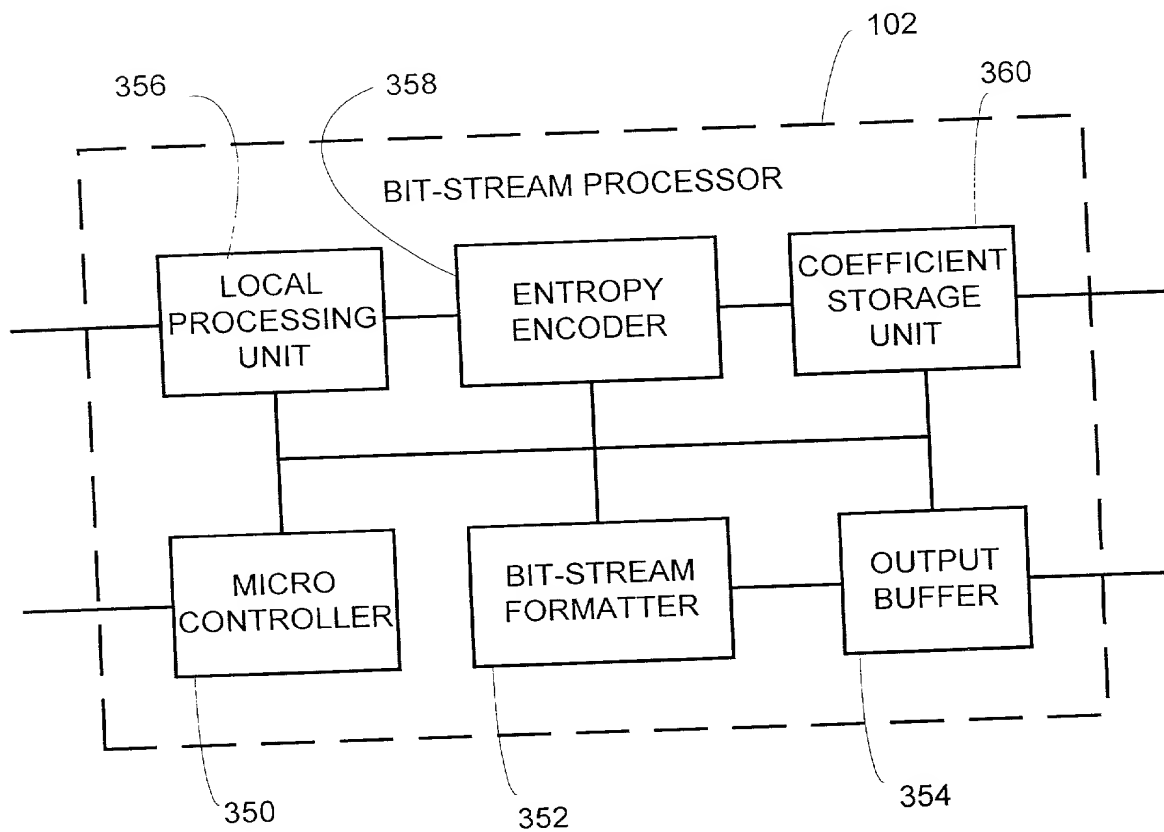 102
356
358
360
BIT-STREAM PROCESSOR
LOCAL
PROCESSING
UNIT
ENTROPY
ENCODER
COEFFICIENT
STORAGE
UNIT
MICRO
CONTROLLER
BIT-STREAM
FORMATTER
OUTPUT
BUFFER
350
352
354